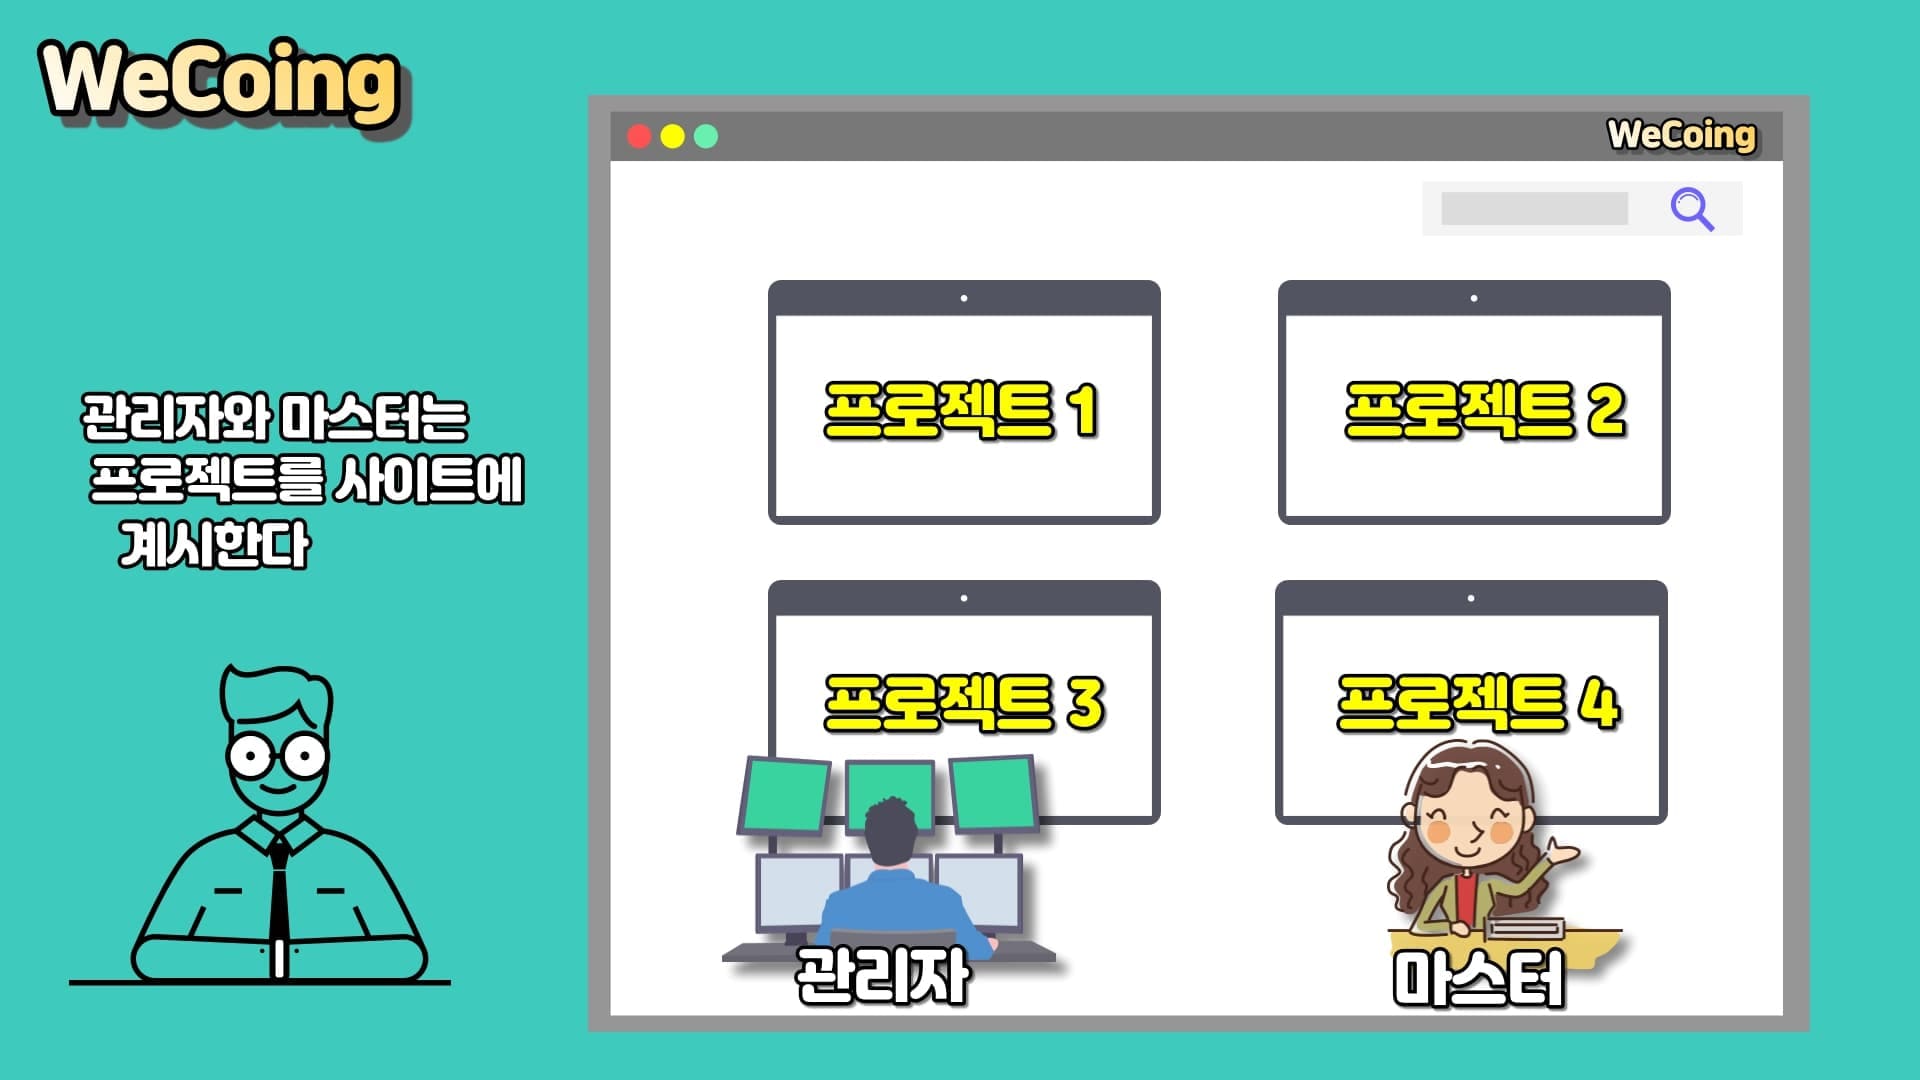 WeCoing
관리자와 마스터는
프로젝트를 사이트에
계시한다
WeCoing
프로젝트 1
프로젝트 2
프로젝트 3
프로젝트 4
관리자
마스터